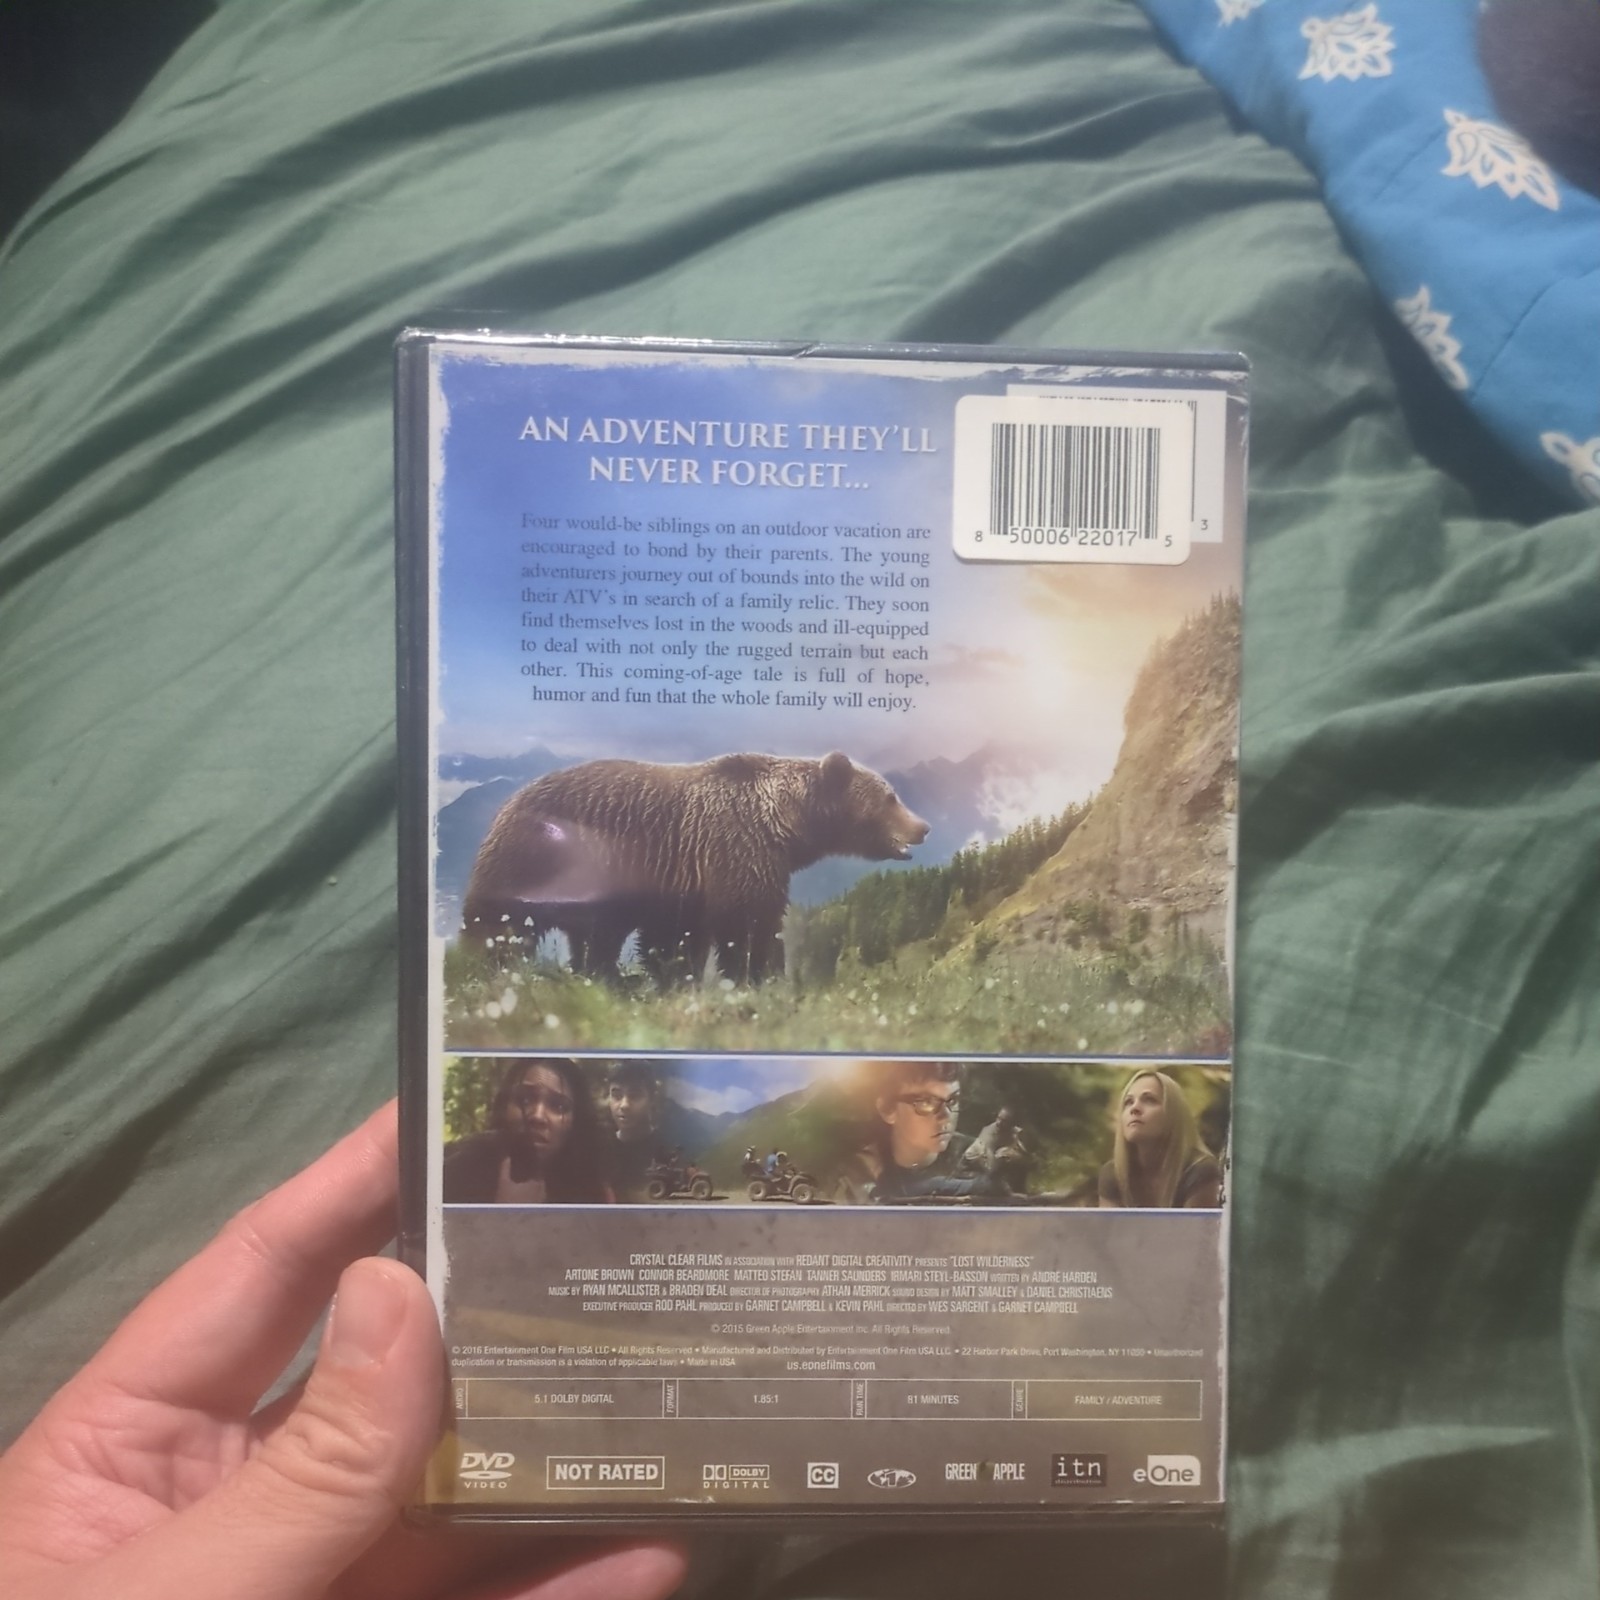 AN ADVENTURE THEY'LL
NEVER FORGET...
Four would-be siblings on an outdoor vacation are
encouraged to bond by their parents. The young
adventurers journey out of bounds into the wild on
their ATV's in search of a family relic. They soon
find themselves lost in the woods and ill-equipped
to deal with not only the rugged terrain but each
other. This coming-of-age tale is full of hope,
humor and fun that the whole family will enjoy.
3
8 50006 22017 5
CRYSTAL CLEAR FILMS IN ASSOCIATION WITH REDANT DIGITAL CREATIVITY PRESENTS "LOST WILDERNESS"
ARTONE BROWN CONNOR BEARDMORE MATTEO STEFAN TANNER SAUNDERS IRMARI STEYL-BASSON WRITTEN BY ANDRÉ HARDEN
MUSIC BY RYAN MCALLISTER & BRADEN DEAL DIRECTOR OF PHOTOGRAPHY ATHAN MERRICK SOUND DESIGN BY MATT SMALLEY & DANIEL CHRISTIAENS
EXECUTIVE PRODUCER ROD PAHL PRODUCED BY GARNET CAMPBELL & KEVIN PAHL DIRECTED BY WES SARGENT & GARNET CAMPBELL
© 2015 Green Apple Entertainment Inc. All Rights Reserved.
© 2016 Entertainment One Film USA LLC • All Rights Reserved • Manufactured and Distributed by Entertainment One Film USA LLC • 22 Harbor Park Drive, Port Washington, NY 11050 • Unauthorized
duplication or transmission is a violation of applicable laws • Made in USA us.eonefilms.com
AUDIO 5.1 DOLBY DIGITAL FORMAT 1.85:1 RUN TIME 81 MINUTES GENRE FAMILY / ADVENTURE
DVD VIDEO NOT RATED DOLBY DIGITAL CC 1 GREEN APPLE itn distribution eOne